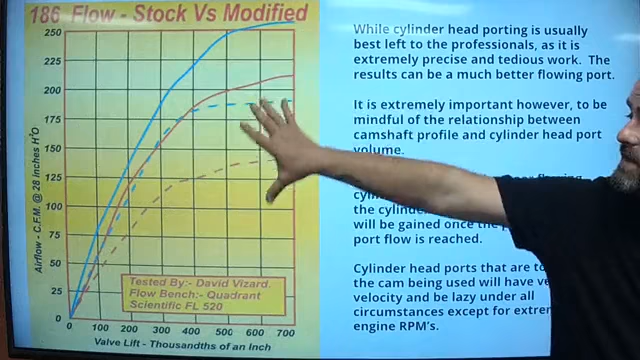 186 Flow - Stock Vs Modified
250
225
200
175
150
125
100
75
50
25
0
0 100 200 300 400 500 600 700
Airflow - C.F.M. @ 28 Inches H²O
Valve Lift - Thousandths of an Inch
Tested By:- David Vizard.
Flow Bench:- Quadrant
Scientific FL 520
While cylinder head porting is usually
best left to the professionals, as it is
extremely precise and tedious work. The
results can be a much better flowing port.
It is extremely important however, to be
mindful of the relationship between
camshaft profile and cylinder head port
volume.
the
will be gained once
port flow is reached.
Cylinder head ports that are
the cam being used will have
velocity and be lazy under all
circumstances except for
engine RPM's.